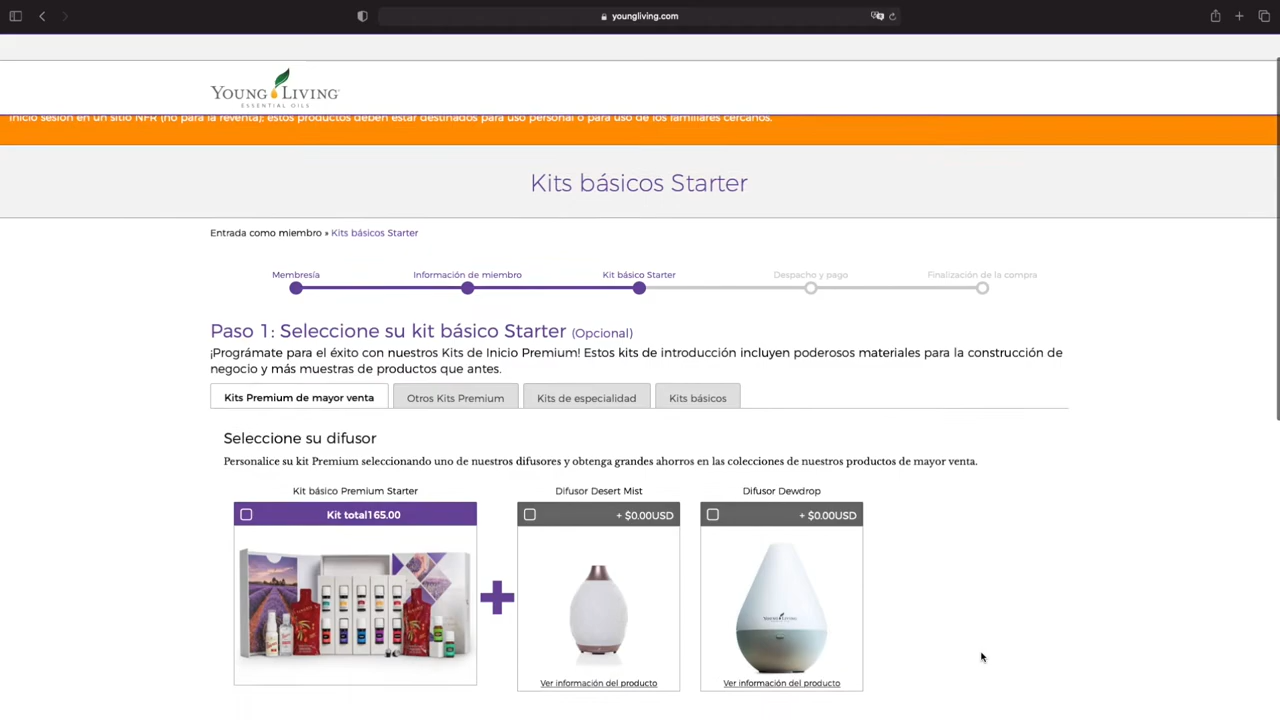 youngliving.com
YOUNG LIVING
ESSENTIAL OILS
inicio sesión en un sitio NFR (no para la reventa); estos productos deben estar destinados para uso personal o para uso de los familiares cercanos.
Kits básicos Starter
Entrada como miembro » Kits básicos Starter
Membresía
Información de miembro
Kit básico Starter
Despacho y pago
Finalización de la compra
Paso 1: Seleccione su kit básico Starter (Opcional)
¡Prográmate para el éxito con nuestros Kits de Inicio Premium! Estos kits de introducción incluyen poderosos materiales para la construcción de
negocio y más muestras de productos que antes.
Kits Premium de mayor venta
Otros Kits Premium
Kits de especialidad
Kits básicos
Seleccione su difusor
Personalice su kit Premium seleccionando uno de nuestros difusores y obtenga grandes ahorros en las colecciones de nuestros productos de mayor venta.
Kit básico Premium Starter
Difusor Desert Mist
Difusor Dewdrop
Kit total165.00
+ $0.00USD
+ $0.00USD
YOUNG LIVING
Ver información del producto
Ver información del producto